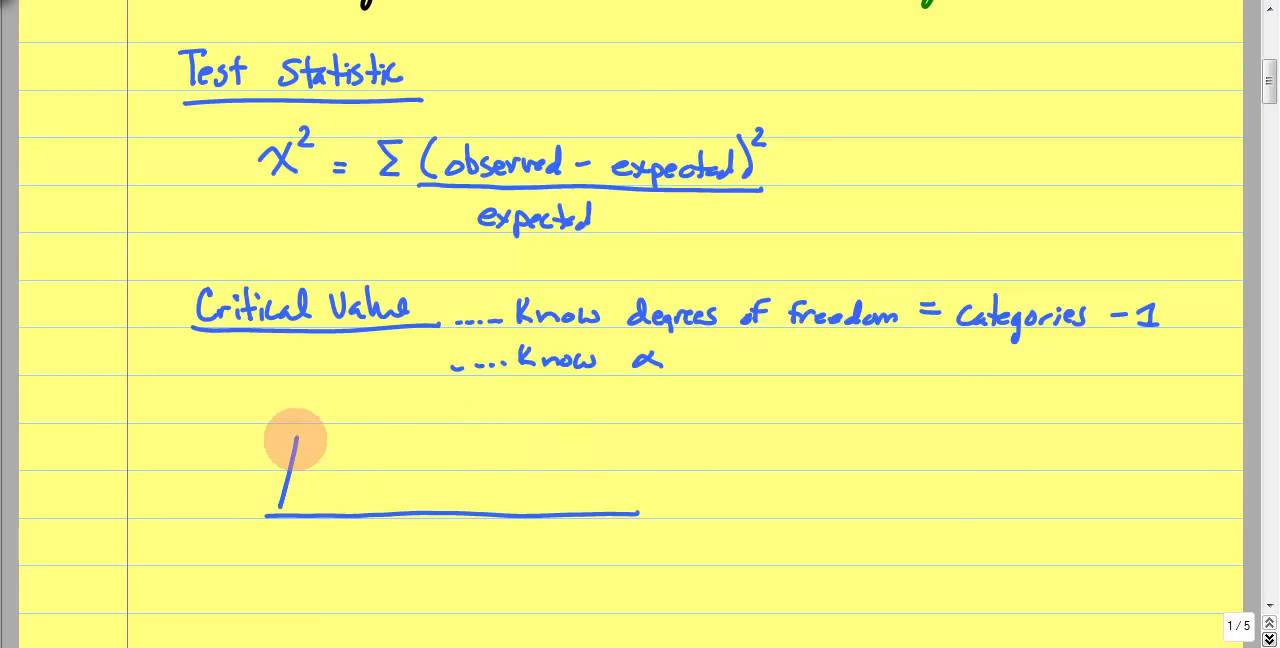 Test Statistic
χ² = Σ (observed - expected)²
expected
Critical Value ..... Know degrees of freedom = categories - 1
..... Know α
1 / 5